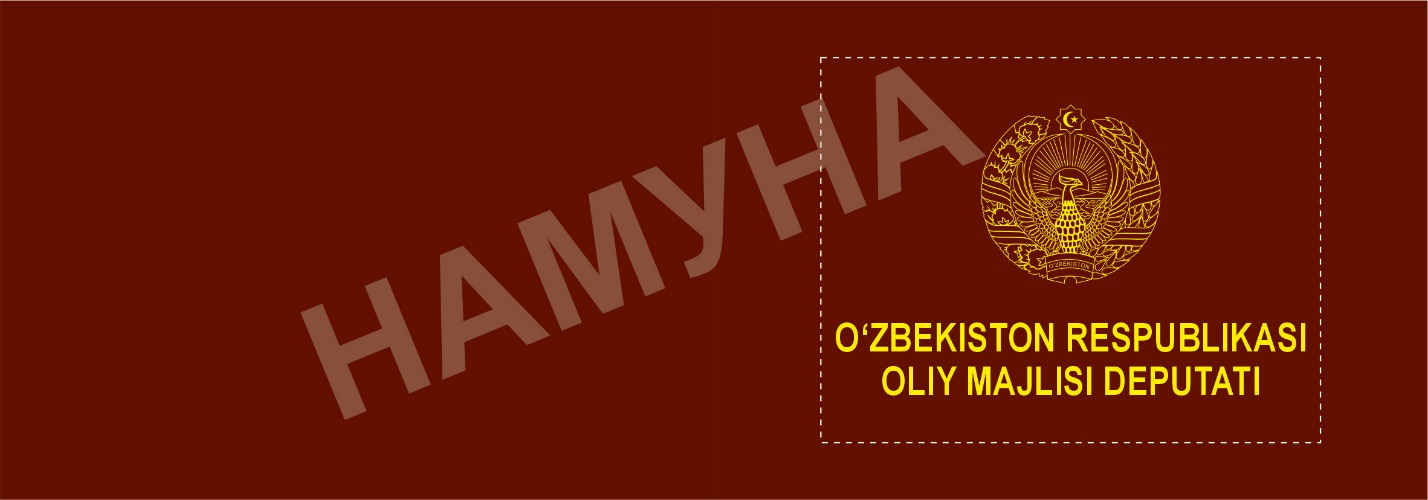 НАМУНА
O'ZBEKISTON
O‘ZBEKISTON RESPUBLIKASI
OLIY MAJLISI DEPUTATI